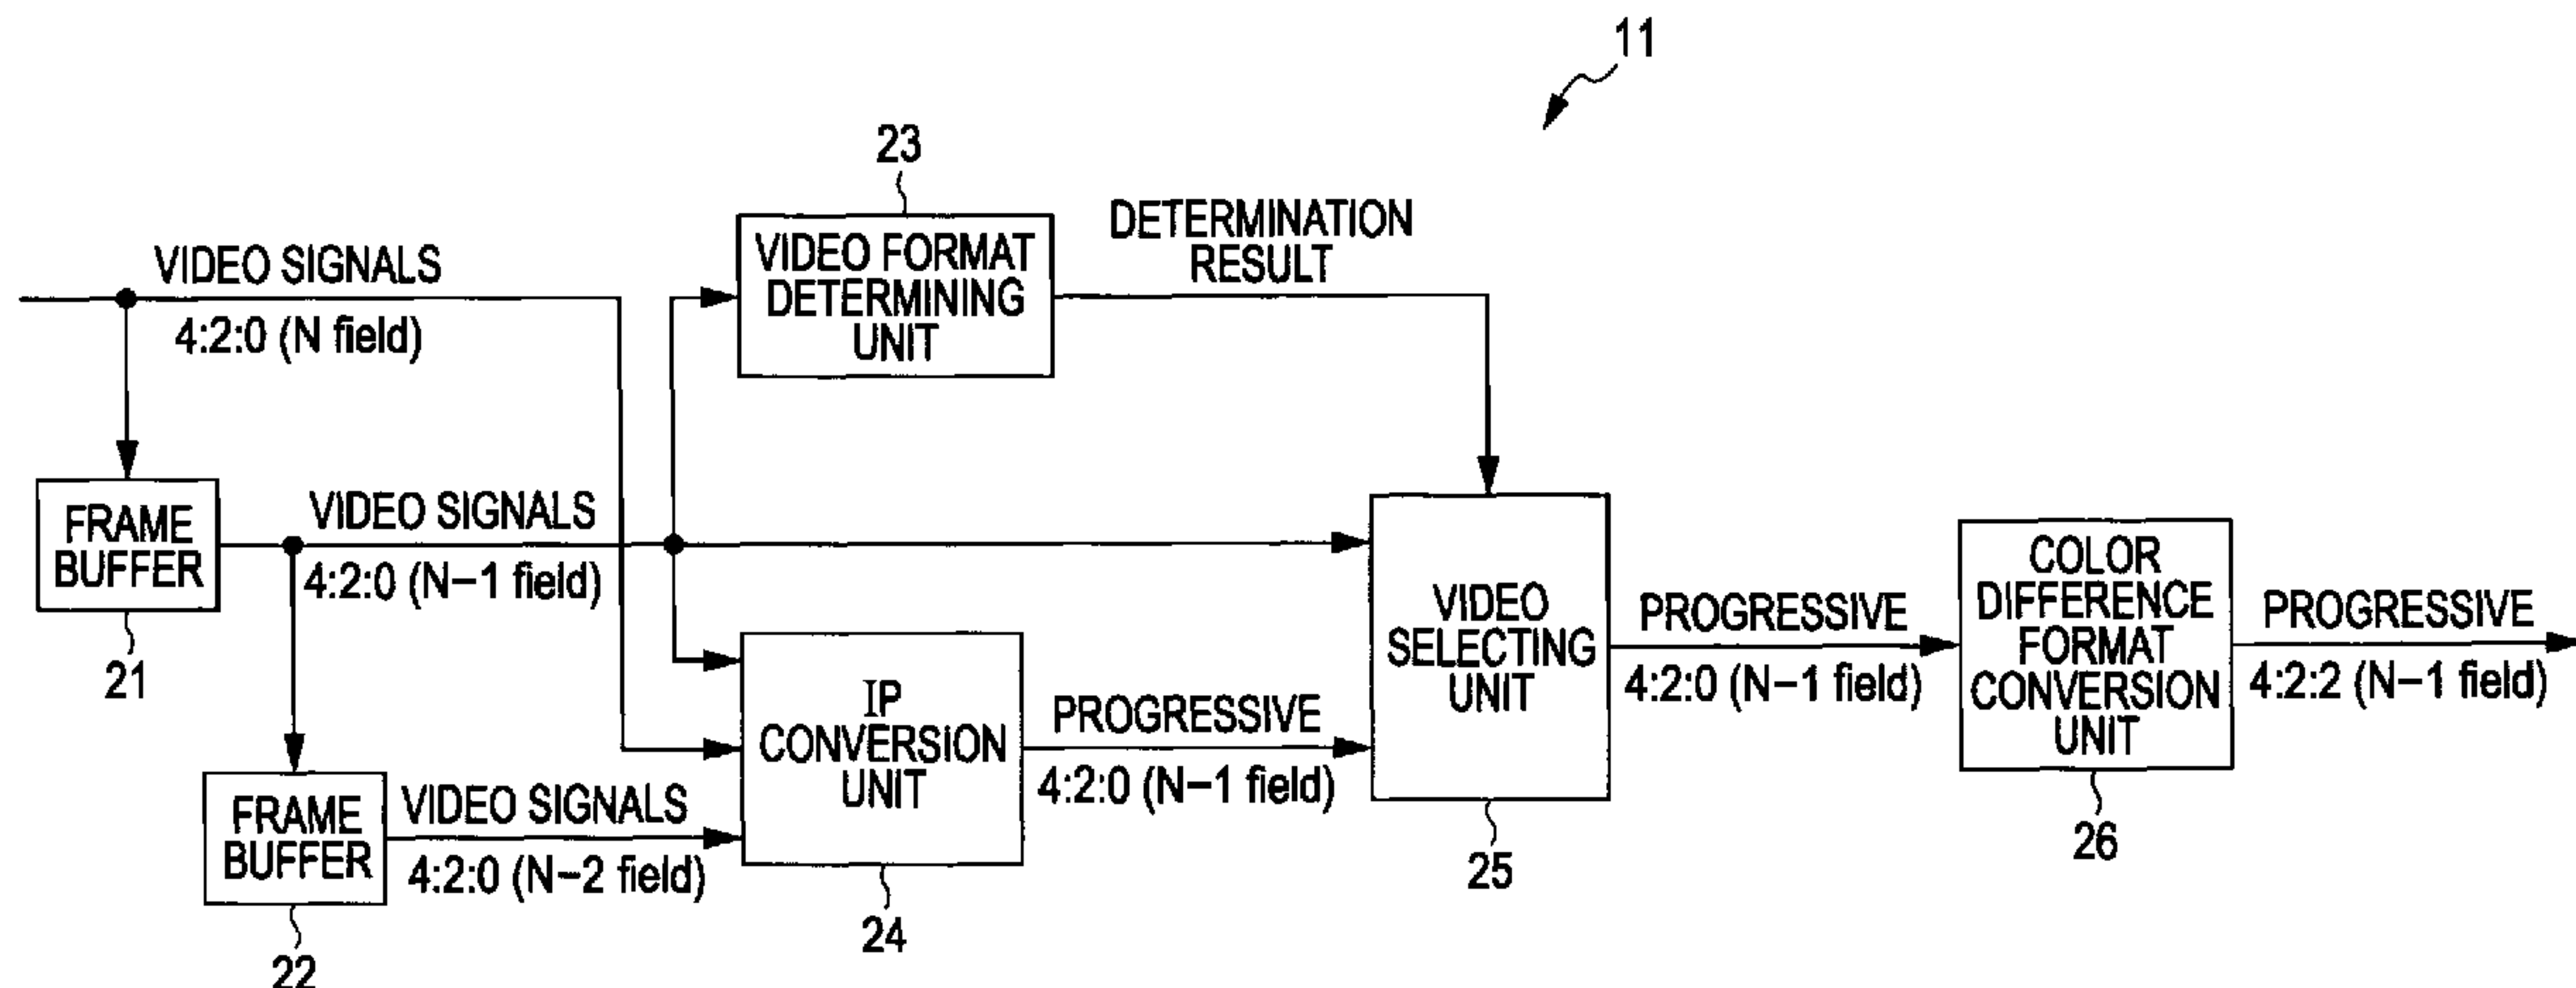 11
23
VIDEO SIGNALS
4:2:0 (N field)
VIDEO FORMAT
DETERMINING
UNIT
DETERMINATION
RESULT
FRAME
BUFFER
21
VIDEO SIGNALS
4:2:0 (N−1 field)
FRAME
BUFFER
22
VIDEO SIGNALS
4:2:0 (N−2 field)
IP
CONVERSION
UNIT
24
PROGRESSIVE
4:2:0 (N−1 field)
VIDEO
SELECTING
UNIT
25
PROGRESSIVE
4:2:0 (N−1 field)
COLOR
DIFFERENCE
FORMAT
CONVERSION
UNIT
26
PROGRESSIVE
4:2:2 (N−1 field)